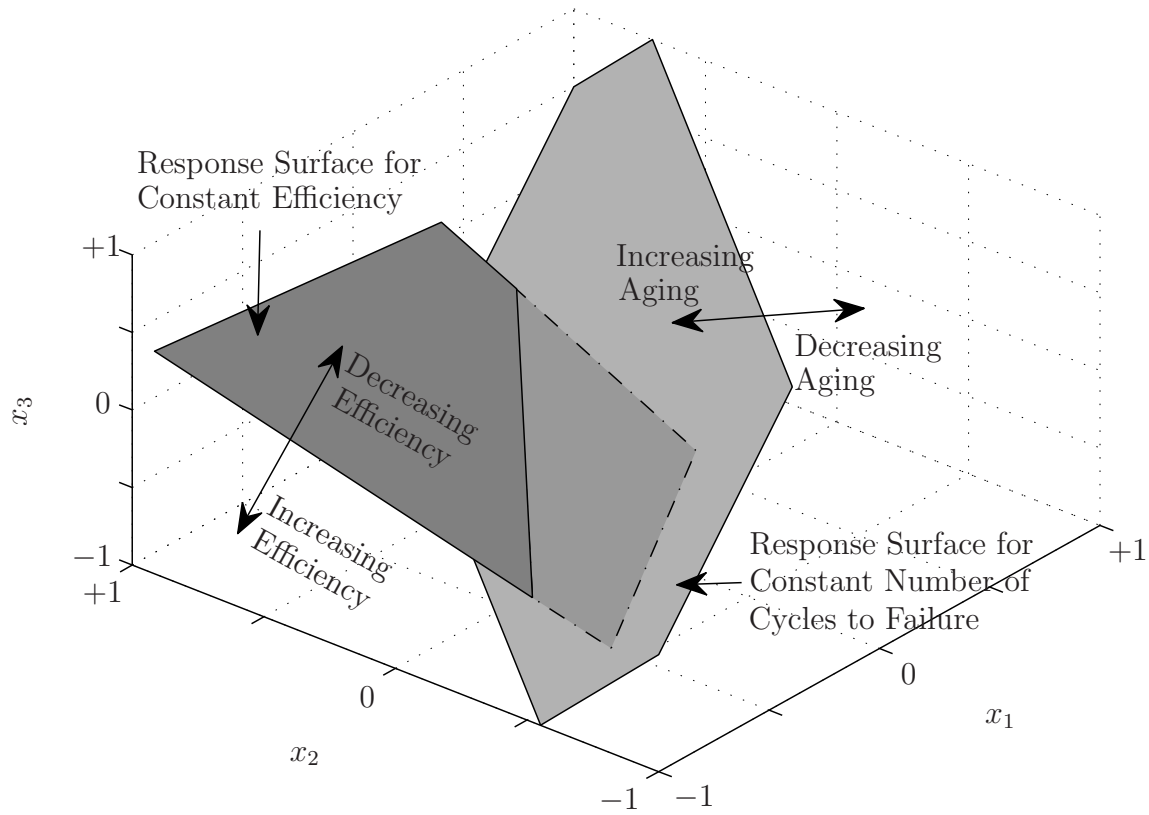 Response Surface for
Constant Efficiency
+1
Increasing
Aging
Decreasing
Aging
Decreasing
Efficiency
x₃
0
Increasing
Efficiency
−1
+1
Response Surface for
Constant Number of
Cycles to Failure
+1
0
0
x₁
x₂
−1
−1